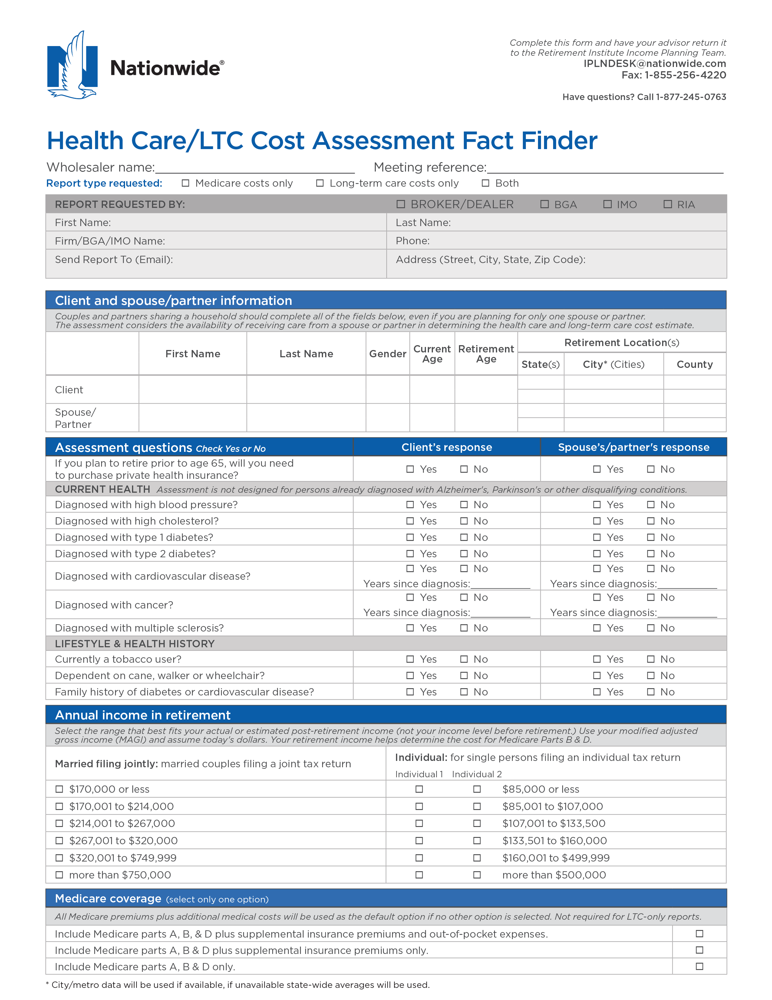 Nationwide®
Complete this form and have your advisor return it
to the Retirement Institute Income Planning Team.
IPLNDESK@nationwide.com
Fax: 1-855-256-4220
Have questions? Call 1-877-245-0763
Health Care/LTC Cost Assessment Fact Finder
Wholesaler name: Meeting reference:
Report type requested: ☐ Medicare costs only ☐ Long-term care costs only ☐ Both
REPORT REQUESTED BY: ☐ BROKER/DEALER ☐ BGA ☐ IMO ☐ RIA
First Name: Last Name:
Firm/BGA/IMO Name: Phone:
Send Report To (Email): Address (Street, City, State, Zip Code):
Client and spouse/partner information
Couples and partners sharing a household should complete all of the fields below, even if you are planning for only one spouse or partner.
The assessment considers the availability of receiving care from a spouse or partner in determining the health care and long-term care cost estimate.
First Name Last Name Gender Current Age Retirement Age Retirement Location(s)
State(s) City* (Cities) County
Client
Spouse/
Partner
Assessment questions Check Yes or No Client's response Spouse's/partner's response
If you plan to retire prior to age 65, will you need
to purchase private health insurance? ☐ Yes ☐ No ☐ Yes ☐ No
CURRENT HEALTH Assessment is not designed for persons already diagnosed with Alzheimer's, Parkinson's or other disqualifying conditions.
Diagnosed with high blood pressure? ☐ Yes ☐ No ☐ Yes ☐ No
Diagnosed with high cholesterol? ☐ Yes ☐ No ☐ Yes ☐ No
Diagnosed with type 1 diabetes? ☐ Yes ☐ No ☐ Yes ☐ No
Diagnosed with type 2 diabetes? ☐ Yes ☐ No ☐ Yes ☐ No
Diagnosed with cardiovascular disease? ☐ Yes ☐ No ☐ Yes ☐ No
Years since diagnosis: Years since diagnosis:
Diagnosed with cancer? ☐ Yes ☐ No ☐ Yes ☐ No
Years since diagnosis: Years since diagnosis:
Diagnosed with multiple sclerosis? ☐ Yes ☐ No ☐ Yes ☐ No
LIFESTYLE & HEALTH HISTORY
Currently a tobacco user? ☐ Yes ☐ No ☐ Yes ☐ No
Dependent on cane, walker or wheelchair? ☐ Yes ☐ No ☐ Yes ☐ No
Family history of diabetes or cardiovascular disease? ☐ Yes ☐ No ☐ Yes ☐ No
Annual income in retirement
Select the range that best fits your actual or estimated post-retirement income (not your income level before retirement.) Use your modified adjusted
gross income (MAGI) and assume today's dollars. Your retirement income helps determine the cost for Medicare Parts B & D.
Married filing jointly: married couples filing a joint tax return Individual: for single persons filing an individual tax return
Individual 1 Individual 2
☐ $170,000 or less ☐ ☐ $85,000 or less
☐ $170,001 to $214,000 ☐ ☐ $85,001 to $107,000
☐ $214,001 to $267,000 ☐ ☐ $107,001 to $133,500
☐ $267,001 to $320,000 ☐ ☐ $133,501 to $160,000
☐ $320,001 to $749,999 ☐ ☐ $160,001 to $499,999
☐ more than $750,000 ☐ ☐ more than $500,000
Medicare coverage (select only one option)
All Medicare premiums plus additional medical costs will be used as the default option if no other option is selected. Not required for LTC-only reports.
Include Medicare parts A, B, & D plus supplemental insurance premiums and out-of-pocket expenses. ☐
Include Medicare parts A, B & D plus supplemental insurance premiums only. ☐
Include Medicare parts A, B & D only. ☐
* City/metro data will be used if available, if unavailable state-wide averages will be used.